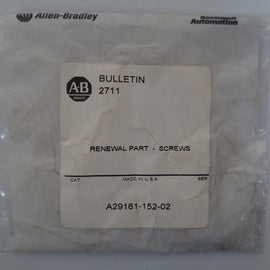 Allen-Bradley
Rockwell
Automation
AB
BULLETIN
2711
RENEWAL PART - SCREWS
CAT MADE IN U.S.A. SER
A29161-152-02